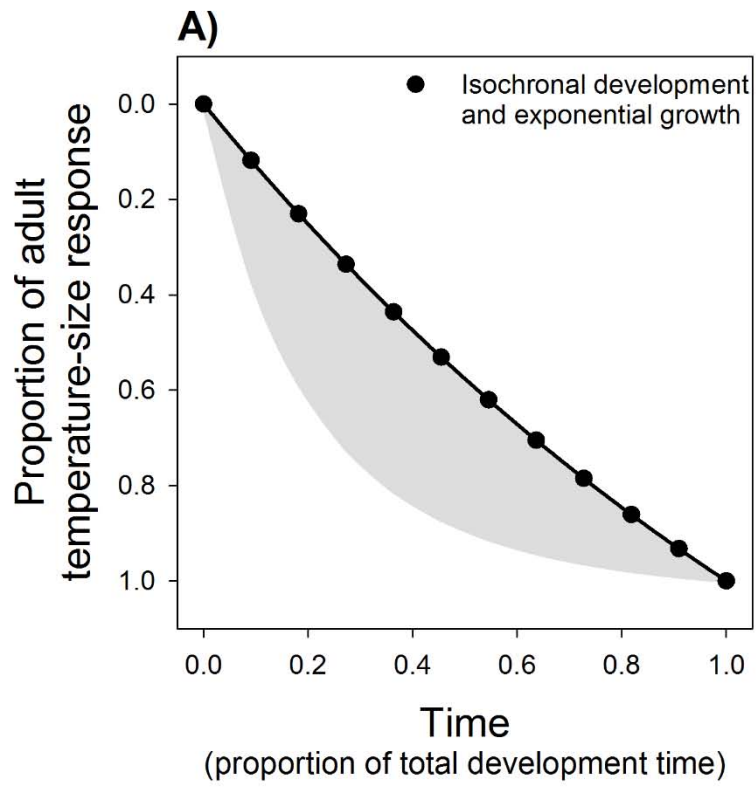 A)
Isochronal development
and exponential growth
Proportion of adult
temperature-size response
0.0
0.2
0.4
0.6
0.8
1.0
0.0 0.2 0.4 0.6 0.8 1.0
Time
(proportion of total development time)